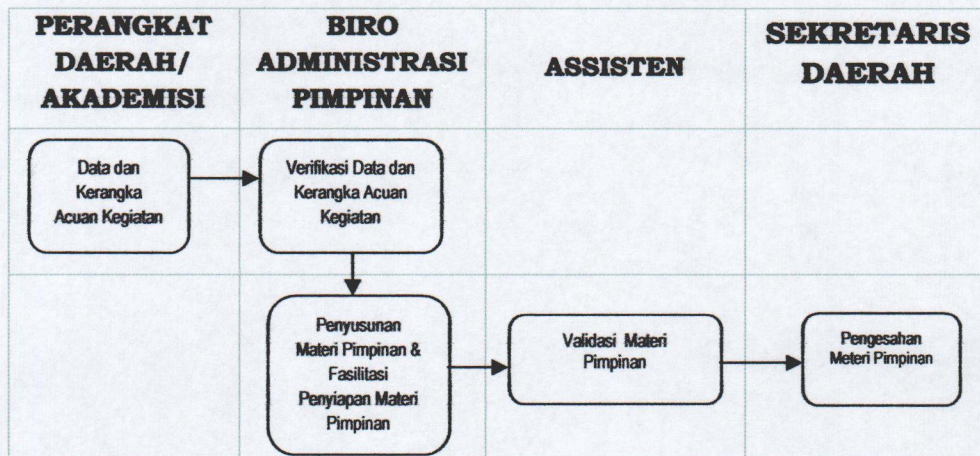 PERANGKAT
DAERAH/
AKADEMISI
BIRO
ADMINISTRASI
PIMPINAN
ASSISTEN
SEKRETARIS
DAERAH
Data dan
Kerangka
Acuan Kegiatan
Verifikasi Data dan
Kerangka Acuan
Kegiatan
Penyusunan
Materi Pimpinan &
Fasilitasi
Penyiapan Materi
Pimpinan
Validasi Materi
Pimpinan
Pengesahan
Meteri Pimpinan